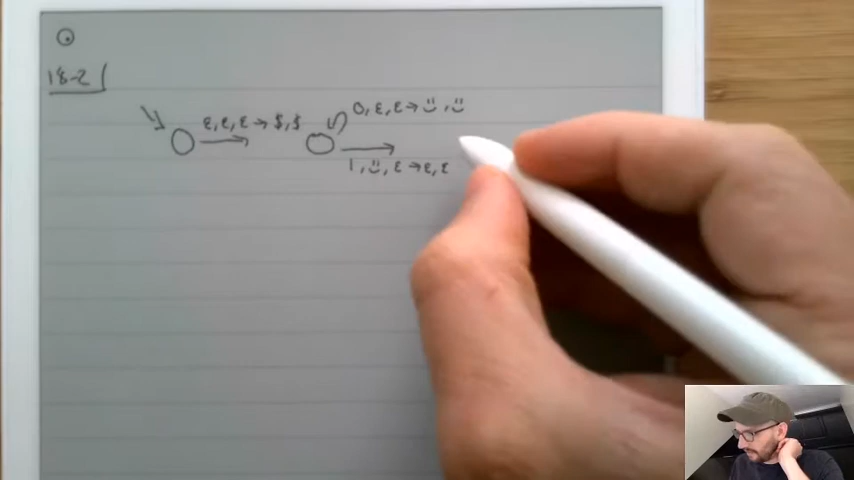 18-2
ε, ε, ε → $, $
0, ε, ε → ¨⌣, ¨⌣
1, ¨⌣, ε → ε, ε